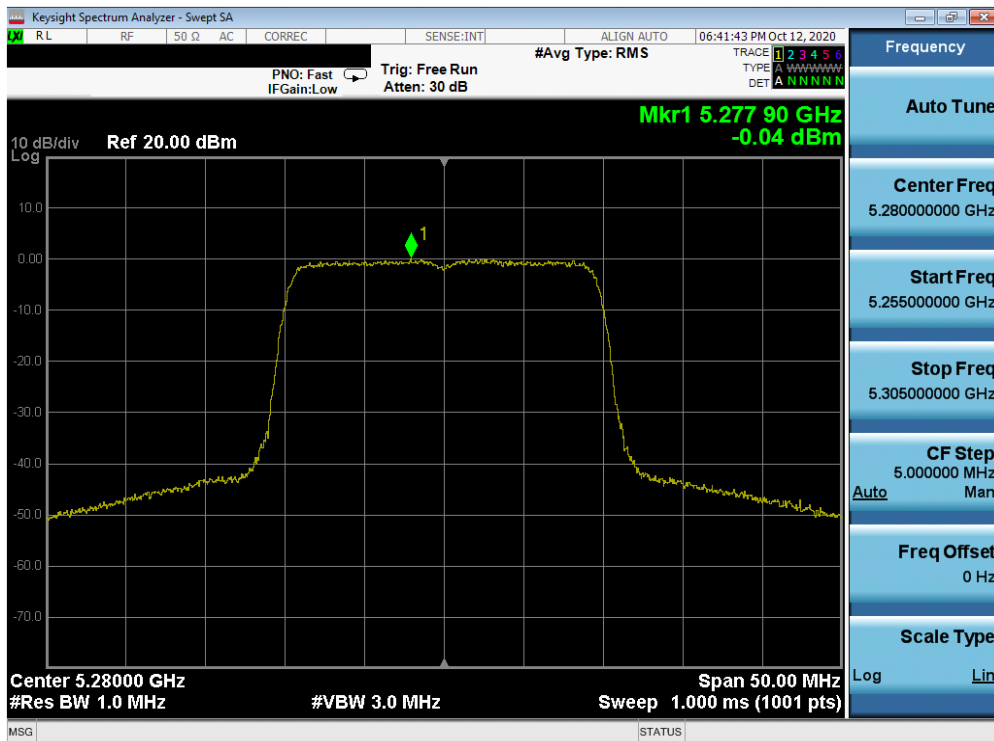 Keysight Spectrum Analyzer - Swept SA
LXI RL RF 50 Ω AC CORREC SENSE:INT ALIGN AUTO 06:41:43 PM Oct 12, 2020
PNO: Fast
IFGain:Low
Trig: Free Run
Atten: 30 dB
#Avg Type: RMS
TRACE 1 2 3 4 5 6
TYPE A WWWWW
DET A N N N N N
Mkr1 5.277 90 GHz
-0.04 dBm
10 dB/div Ref 20.00 dBm
Log
1
10.0
0.00
-10.0
-20.0
-30.0
-40.0
-50.0
-60.0
-70.0
Center 5.28000 GHz Span 50.00 MHz
#Res BW 1.0 MHz #VBW 3.0 MHz Sweep 1.000 ms (1001 pts)
Frequency
Auto Tune
Center Freq
5.280000000 GHz
Start Freq
5.255000000 GHz
Stop Freq
5.305000000 GHz
CF Step
5.000000 MHz
Auto Man
Freq Offset
0 Hz
Scale Type
Log Lin
MSG STATUS